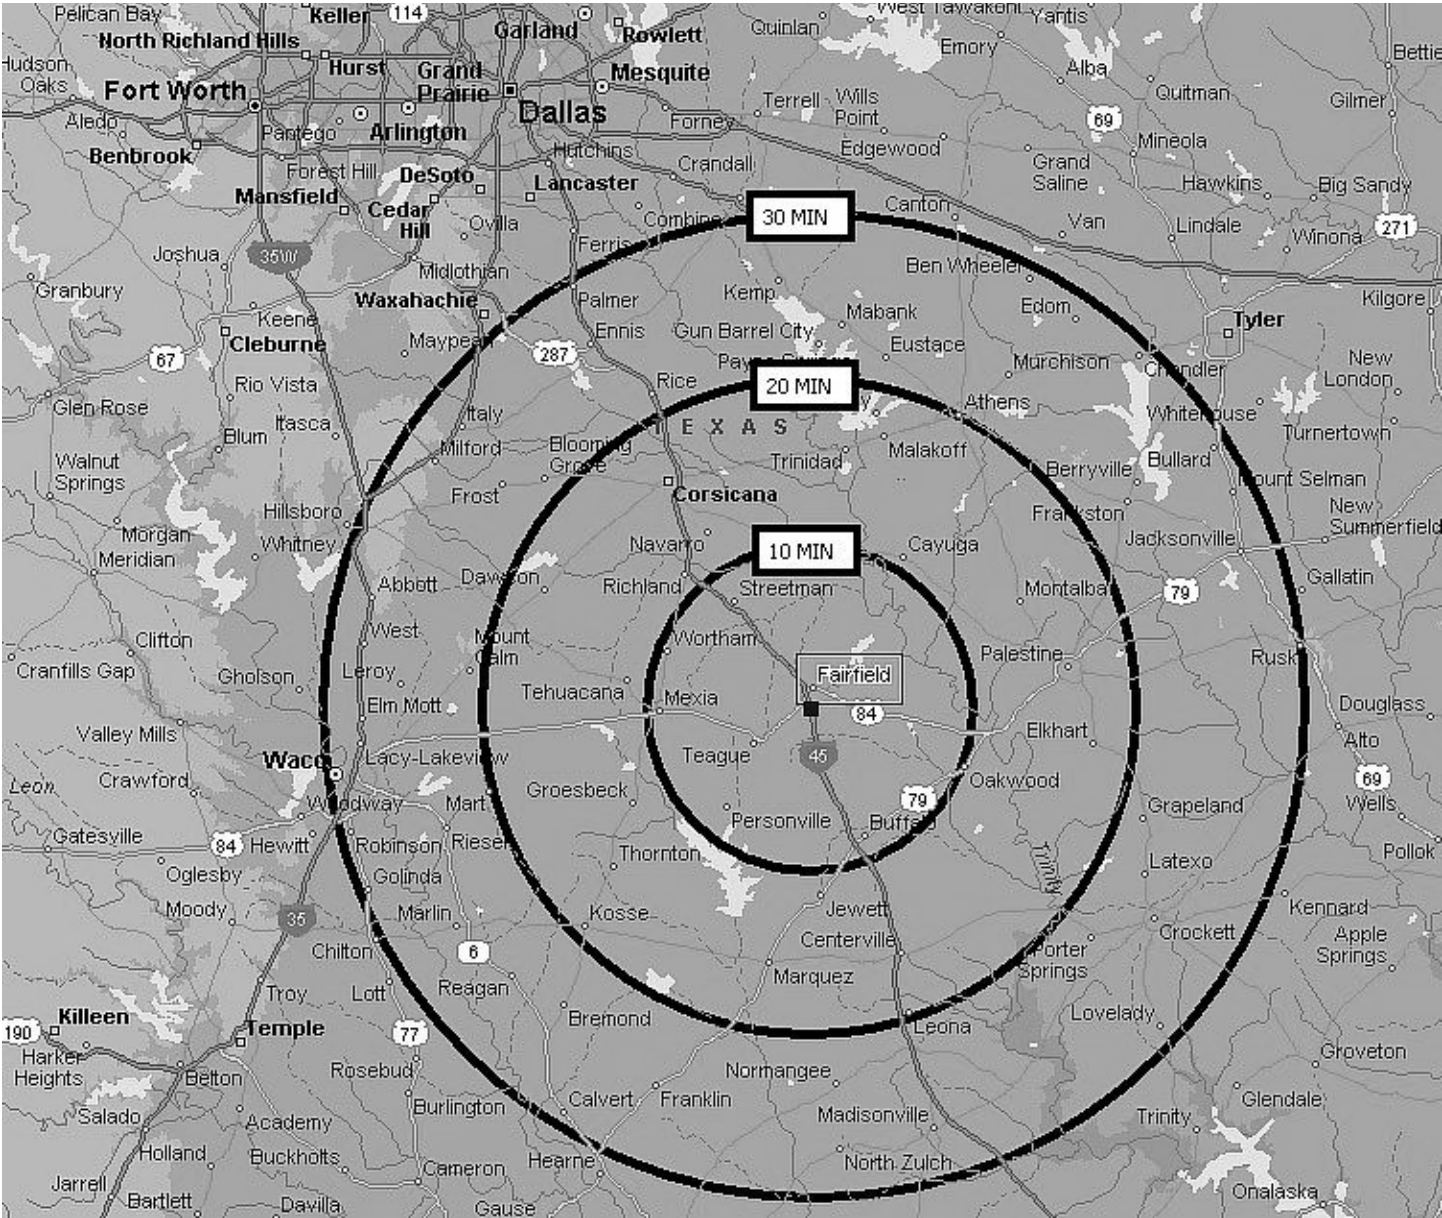 Pelican Bay
Keller
114
Garland
Rowlett
Quinlan
West Tawakoni
Yantis
North Richland Hills
Hurst
Grand
Prairie
Mesquite
Emory
Alba
Bettie
Hudson
Oaks
Fort Worth
Dallas
Terrell
Wills
Point
Quitman
Gilmer
Aledo
Pantego
Arlington
Forney
69
Mineola
Benbrook
Forest Hill
Hutchins
Crandall
Edgewood
Grand
Saline
DeSoto
Lancaster
Hawkins
Big Sandy
Mansfield
Cedar
Hill
Ovilla
Combine
30 MIN
Canton
Van
Lindale
271
Winona
Joshua
35W
Ferris
Midlothian
Ben Wheeler
Granbury
Waxahachie
Palmer
Kemp
Mabank
Edom
Kilgore
Keene
Cleburne
Maypearl
Ennis
Gun Barrel City
Eustace
Tyler
67
287
Murchison
Chandler
New
London
Rio Vista
Rice
20 MIN
Athens
Glen Rose
Itasca
Italy
TEXAS
Whitehouse
Turnertown
Blum
Milford
Blooming
Grove
Trinidad
Malakoff
Berryville
Bullard
Walnut
Springs
Frost
Corsicana
Mount Selman
Hillsboro
Frankston
New
Summerfield
Morgan
Whitney
Navarro
10 MIN
Cayuga
Jacksonville
Meridian
Abbott
Dawson
Richland
Streetman
Montalba
79
Gallatin
Clifton
West
Mount
Calm
Wortham
Cranfills Gap
Gholson
Leroy
Tehuacana
Mexia
Fairfield
Palestine
Rusk
Elm Mott
84
Douglass
Valley Mills
Teague
45
Elkhart
Alto
Waco
Lacy-Lakeview
Leon
Crawford
Groesbeck
Oakwood
69
Woodway
Mart
79
Grapeland
Wells
Gatesville
84
Hewitt
Robinson
Riesel
Personville
Buffalo
Oglesby
Golinda
Thornton
Trinity
Latexo
Pollok
Moody
35
Marlin
Kosse
Jewett
Kennard
Chilton
6
Centerville
Porter
Springs
Crockett
Apple
Springs
Troy
Lott
Reagan
Marquez
190
Killeen
Temple
77
Bremond
Leona
Lovelady
Harker
Heights
Belton
Rosebud
Normangee
Groveton
Salado
Academy
Burlington
Calvert
Franklin
Madisonville
Trinity
Glendale
Holland
Buckholts
Cameron
Hearne
North Zulch
Jarrell
Bartlett
Davilla
Gause
Onalaska